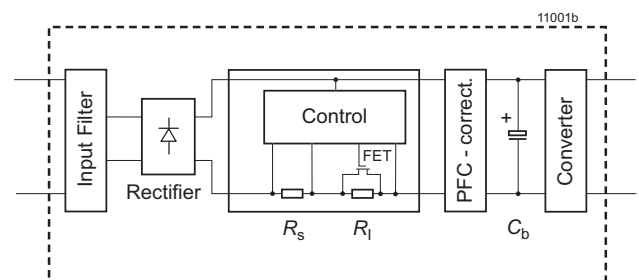 11001b
Input Filter
Rectifier
Control
FET
Rs
Rl
PFC - correct.
+
Cb
Converter